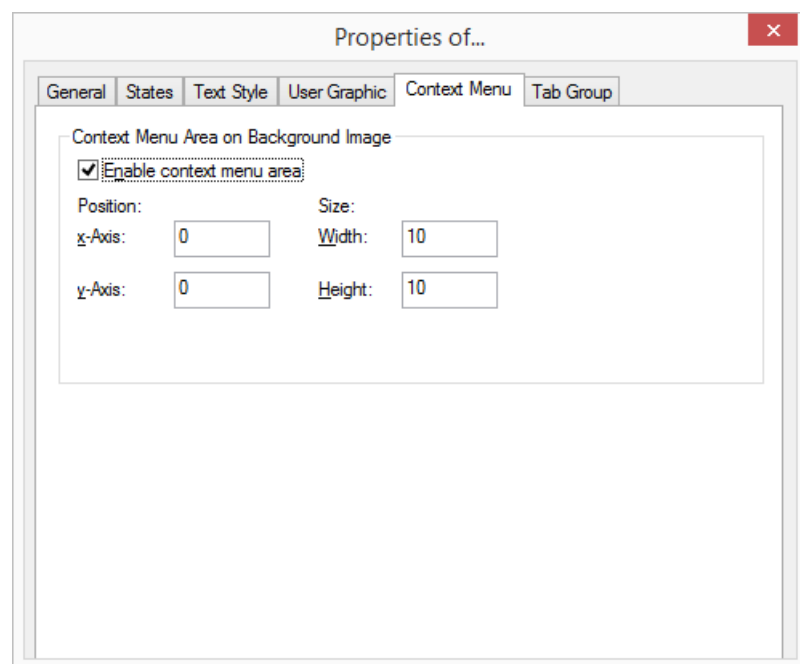 Properties of...
General States Text Style User Graphic Context Menu Tab Group
Context Menu Area on Background Image
Enable context menu area
Position: Size:
x-Axis: 0 Width: 10
y-Axis: 0 Height: 10